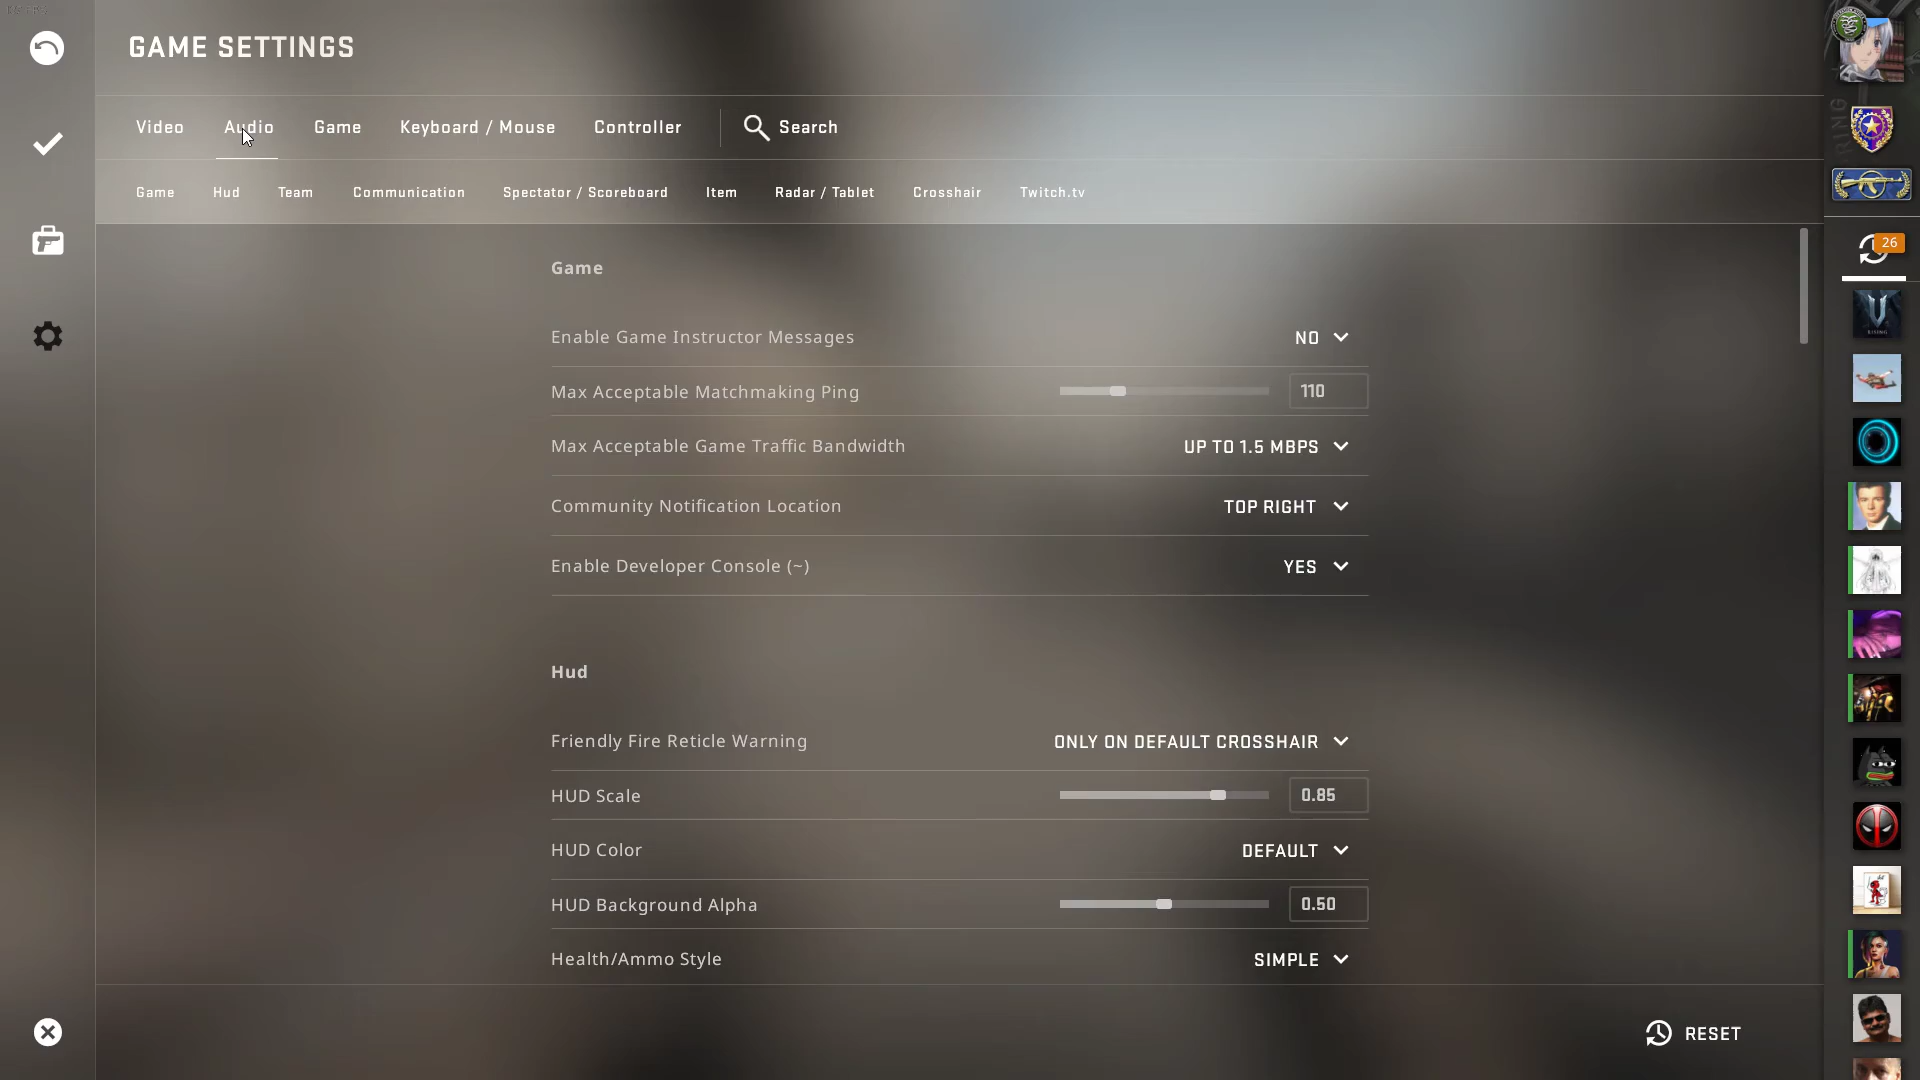 GAME SETTINGS
Video Audio Game Keyboard / Mouse Controller Search
Game Hud Team Communication Spectator / Scoreboard Item Radar / Tablet Crosshair Twitch.tv
26
Game
Enable Game Instructor Messages NO
Max Acceptable Matchmaking Ping 110
Max Acceptable Game Traffic Bandwidth UP TO 1.5 MBPS
Community Notification Location TOP RIGHT
Enable Developer Console (~) YES
Hud
Friendly Fire Reticle Warning ONLY ON DEFAULT CROSSHAIR
HUD Scale 0.85
HUD Color DEFAULT
HUD Background Alpha 0.50
Health/Ammo Style SIMPLE
RESET